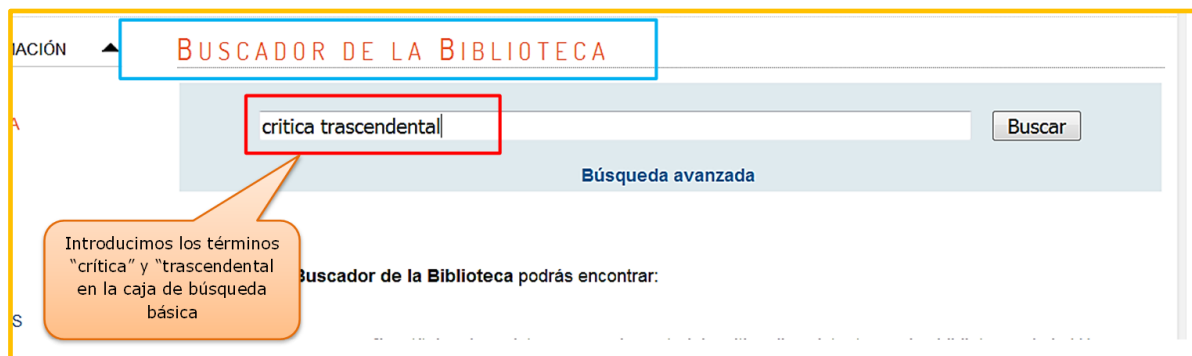 MACIÓN
BUSCADOR DE LA BIBLIOTECA
A
critica trascendental
Buscar
Búsqueda avanzada
Introducimos los términos
"crítica" y "trascendental
en la caja de búsqueda
básica
Buscador de la Biblioteca podrás encontrar:
S